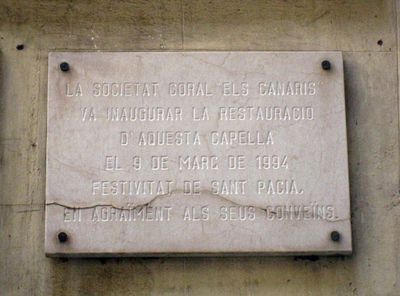 LA SOCIETAT CORAL "ELS CANARIS"
VA INAUGURAR LA RESTAURACIÓ
D'AQUESTA CAPELLA
EL 9 DE MARÇ DE 1994
FESTIVITAT DE SANT PACIÀ,
EN AGRAÏMENT ALS SEUS CONVEÏNS.